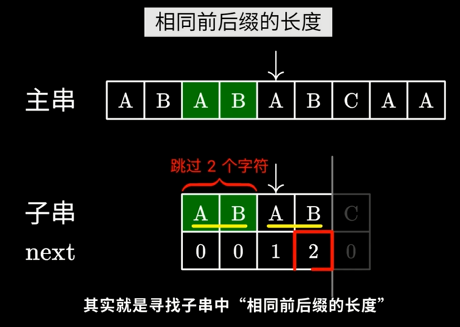 相同前后缀的长度
主串 A B A B A B C A A
跳过 2 个字符
子串 A B A B C
next 0 0 1 2 0
其实就是寻找子串中“相同前后缀的长度”